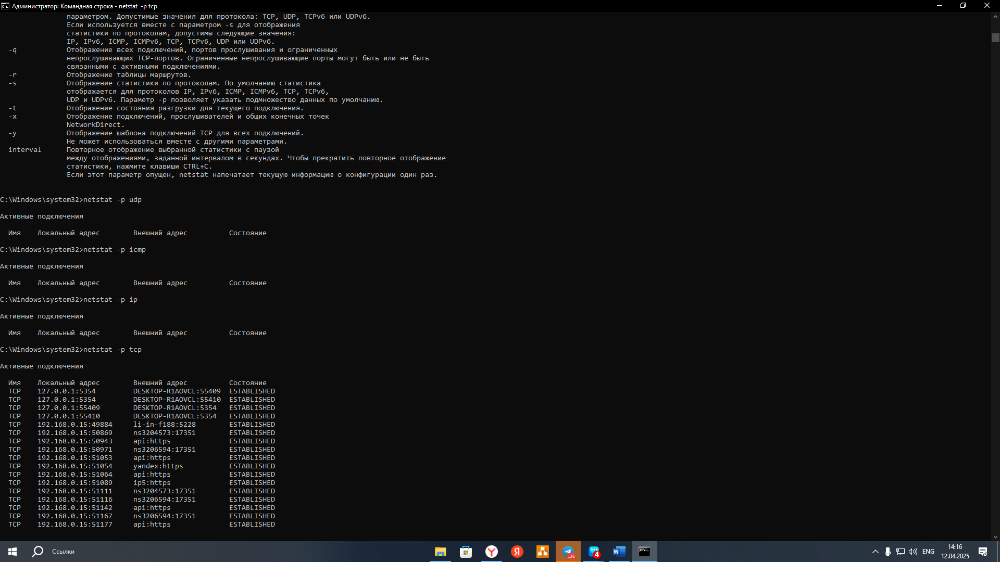 Администратор: Командная строка - netstat -p tcp
параметром. Допустимые значения для протокола: TCP, UDP, TCPv6 или UDPv6.
Если используется вместе с параметром -s для отображения
статистики по протоколам, допустимы следующие значения:
IP, IPv6, ICMP, ICMPv6, TCP, TCPv6, UDP или UDPv6.
-q Отображение всех подключений, портов прослушивания и ограниченных
непрослушивающих TCP-портов. Ограниченные непрослушивающие порты могут быть или не быть
связанными с активными подключениями.
-r Отображение таблицы маршрутов.
-s Отображение статистики по протоколам. По умолчанию статистика
отображается для протоколов IP, IPv6, ICMP, ICMPv6, TCP, TCPv6,
UDP и UDPv6. Параметр -p позволяет указать подмножество данных по умолчанию.
-t Отображение состояния разгрузки для текущего подключения.
-x Отображение подключений, прослушивателей и общих конечных точек
NetworkDirect.
-y Отображение шаблона подключений TCP для всех подключений.
Не может использоваться вместе с другими параметрами.
interval Повторное отображение выбранной статистики с паузой
между отображениями, заданной интервалом в секундах. Чтобы прекратить повторное отображение
статистики, нажмите клавиши CTRL+C.
Если этот параметр опущен, netstat напечатает текущую информацию о конфигурации один раз.
C:\Windows\system32>netstat -p udp
Активные подключения
Имя Локальный адрес Внешний адрес Состояние
C:\Windows\system32>netstat -p icmp
Активные подключения
Имя Локальный адрес Внешний адрес Состояние
C:\Windows\system32>netstat -p ip
Активные подключения
Имя Локальный адрес Внешний адрес Состояние
C:\Windows\system32>netstat -p tcp
Активные подключения
Имя Локальный адрес Внешний адрес Состояние
TCP 127.0.0.1:5354 DESKTOP-R1AOVCL:55409 ESTABLISHED
TCP 127.0.0.1:5354 DESKTOP-R1AOVCL:55410 ESTABLISHED
TCP 127.0.0.1:55409 DESKTOP-R1AOVCL:5354 ESTABLISHED
TCP 127.0.0.1:55410 DESKTOP-R1AOVCL:5354 ESTABLISHED
TCP 192.168.0.15:49884 li-in-f188:5228 ESTABLISHED
TCP 192.168.0.15:50869 ns3204573:17351 ESTABLISHED
TCP 192.168.0.15:50943 api:https ESTABLISHED
TCP 192.168.0.15:50971 ns3206594:17351 ESTABLISHED
TCP 192.168.0.15:51053 api:https ESTABLISHED
TCP 192.168.0.15:51054 yandex:https ESTABLISHED
TCP 192.168.0.15:51064 api:https ESTABLISHED
TCP 192.168.0.15:51089 ip5:https ESTABLISHED
TCP 192.168.0.15:51111 ns3204573:17351 ESTABLISHED
TCP 192.168.0.15:51116 ns3206594:17351 ESTABLISHED
TCP 192.168.0.15:51142 api:https ESTABLISHED
TCP 192.168.0.15:51167 ns3206594:17351 ESTABLISHED
TCP 192.168.0.15:51177 api:https ESTABLISHED
Ссылки
Я
4
ENG
14:16
12.04.2025